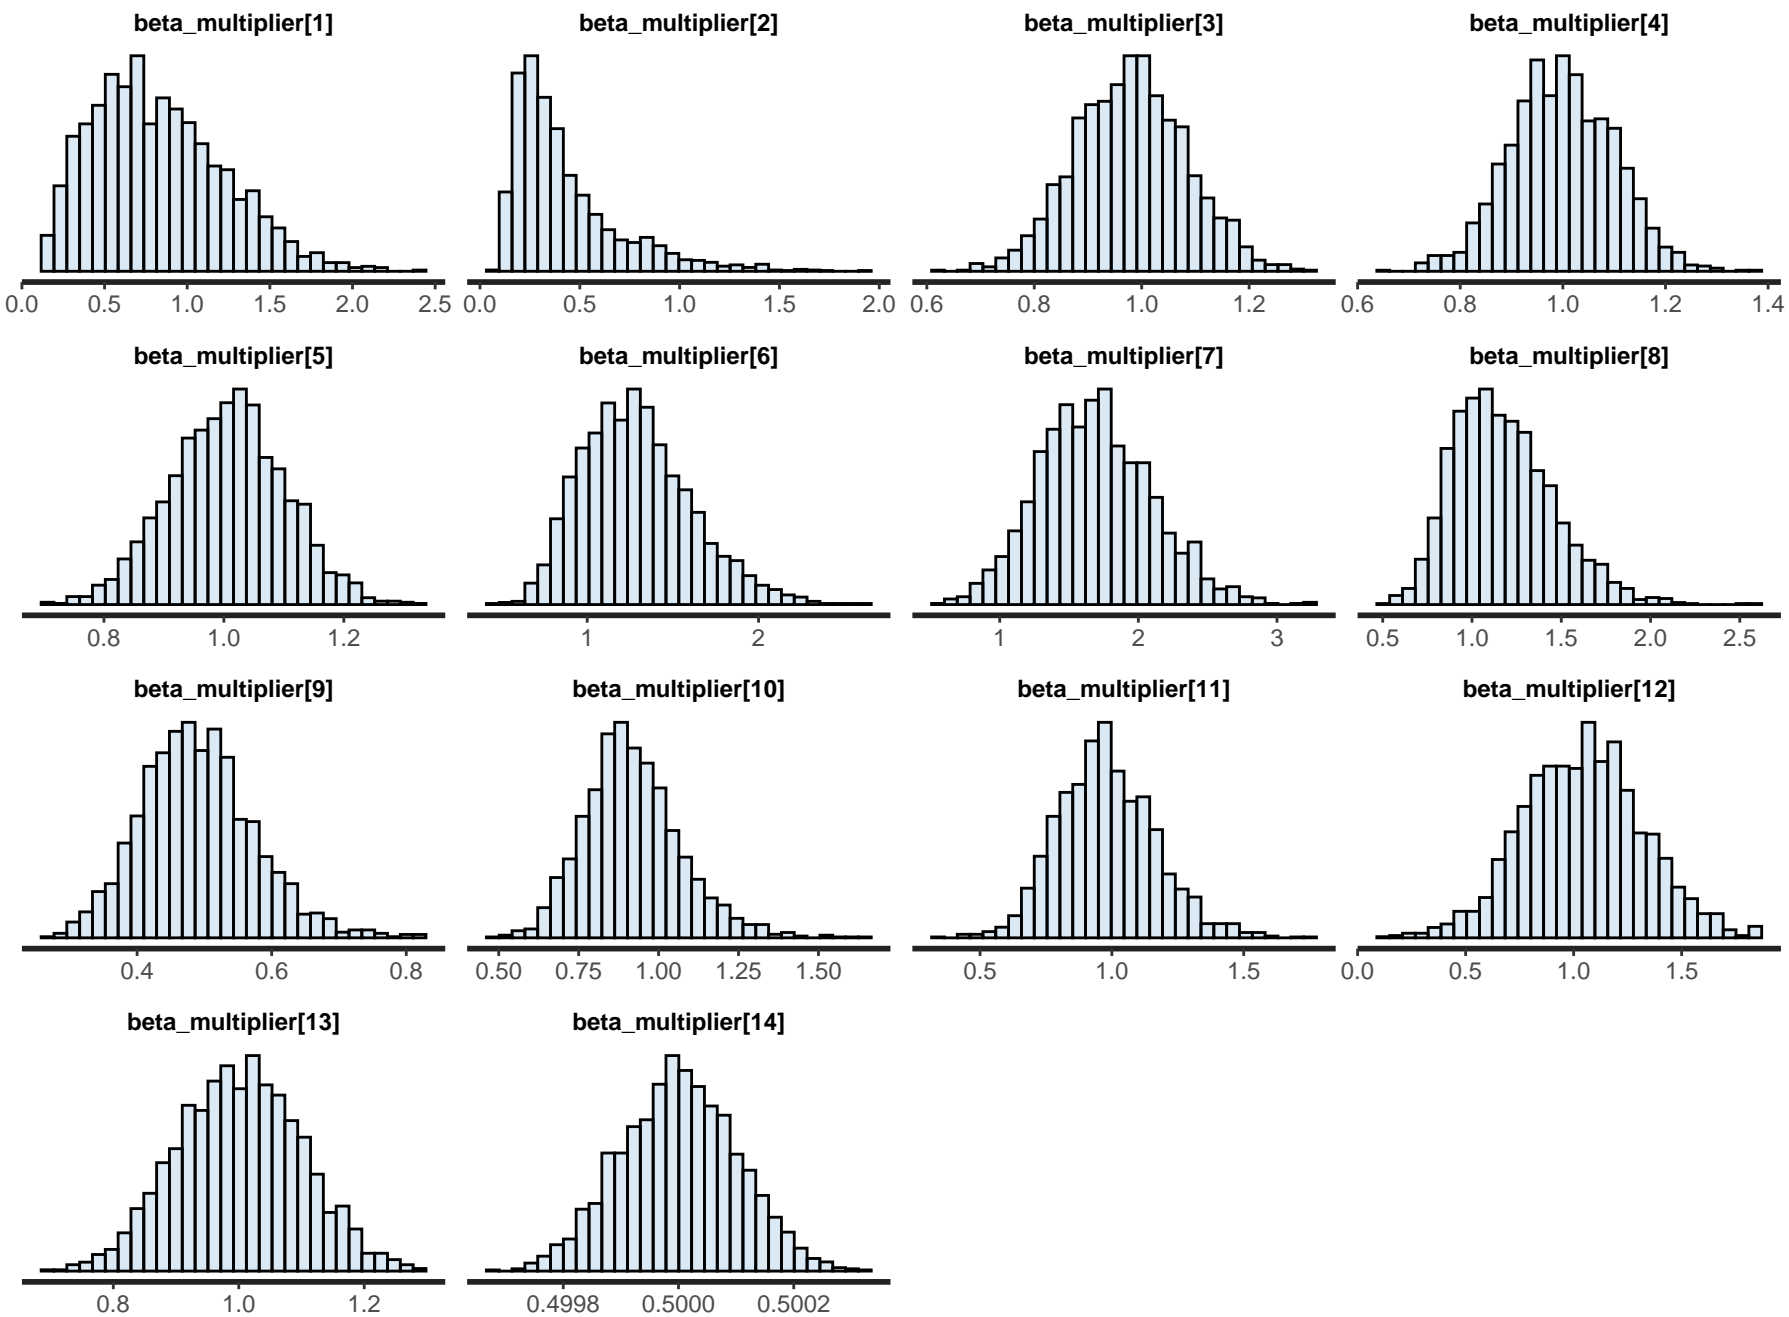 beta_multiplier[1] beta_multiplier[2] beta_multiplier[3] beta_multiplier[4]
0.0 0.5 1.0 1.5 2.0 2.5 0.0 0.5 1.0 1.5 2.0 0.6 0.8 1.0 1.2 0.6 0.8 1.0 1.2 1.4
beta_multiplier[5] beta_multiplier[6] beta_multiplier[7] beta_multiplier[8]
0.8 1.0 1.2 1 2 1 2 3 0.5 1.0 1.5 2.0 2.5
beta_multiplier[9] beta_multiplier[10] beta_multiplier[11] beta_multiplier[12]
0.4 0.6 0.8 0.50 0.75 1.00 1.25 1.50 0.5 1.0 1.5 0.0 0.5 1.0 1.5
beta_multiplier[13] beta_multiplier[14]
0.8 1.0 1.2 0.4998 0.5000 0.5002